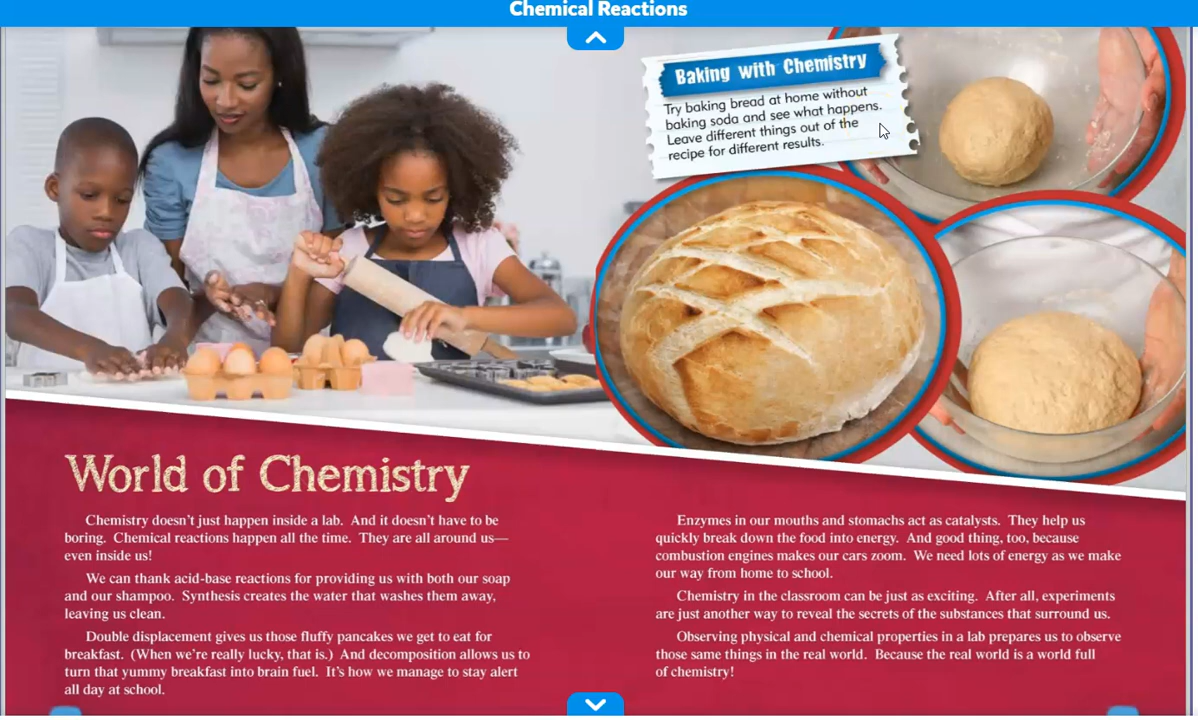 Chemical Reactions
Baking with Chemistry
Try baking bread at home without
baking soda and see what happens.
Leave different things out of the
recipe for different results.
World of Chemistry
Chemistry doesn't just happen inside a lab. And it doesn't have to be
boring. Chemical reactions happen all the time. They are all around us—
even inside us!
We can thank acid-base reactions for providing us with both our soap
and our shampoo. Synthesis creates the water that washes them away,
leaving us clean.
Double displacement gives us those fluffy pancakes we get to eat for
breakfast. (When we're really lucky, that is.) And decomposition allows us to
turn that yummy breakfast into brain fuel. It's how we manage to stay alert
all day at school.
Enzymes in our mouths and stomachs act as catalysts. They help us
quickly break down the food into energy. And good thing, too, because
combustion engines makes our cars zoom. We need lots of energy as we make
our way from home to school.
Chemistry in the classroom can be just as exciting. After all, experiments
are just another way to reveal the secrets of the substances that surround us.
Observing physical and chemical properties in a lab prepares us to observe
those same things in the real world. Because the real world is a world full
of chemistry!